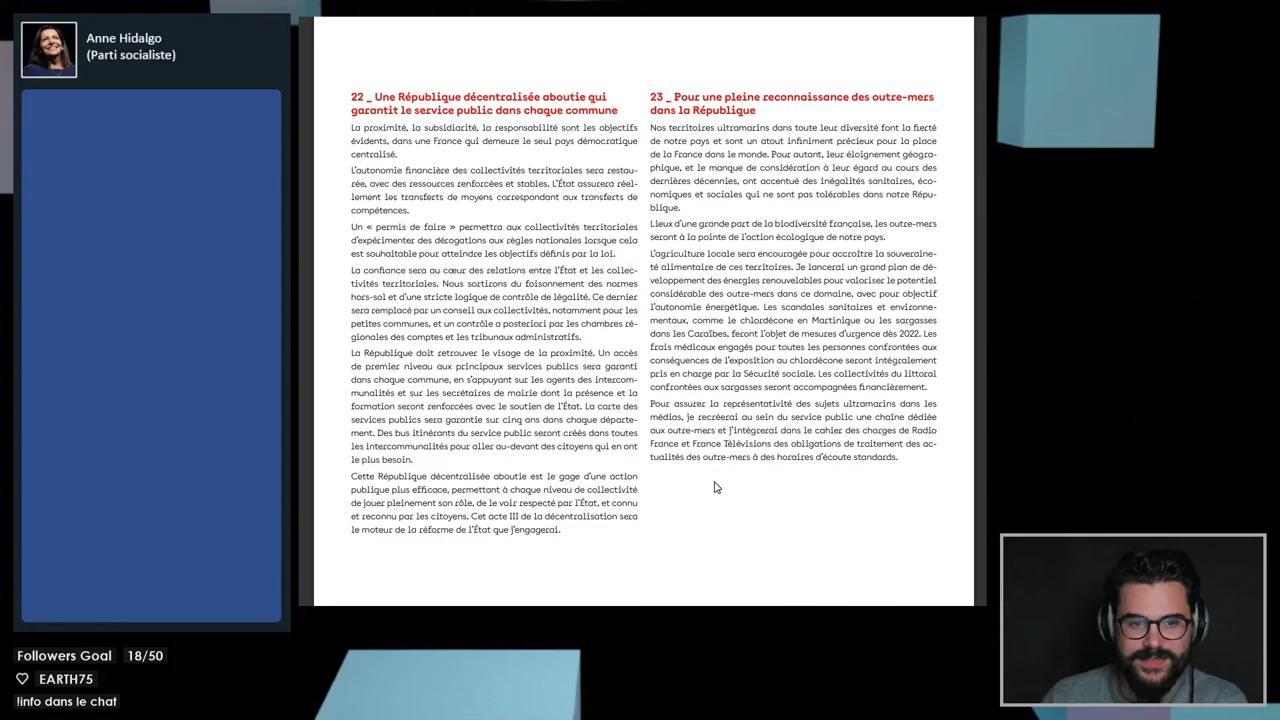 Anne Hidalgo
(Parti socialiste)
22 _ Une République décentralisée aboutie qui
garantit le service public dans chaque commune
La proximité, la subsidiarité, la responsabilité sont les objectifs
évidents, dans une France qui demeure le seul pays démocratique
centralisé.
L'autonomie financière des collectivités territoriales sera restau-
rée, avec des ressources renforcées et stables. L'État assurera réel-
lement les transferts de moyens correspondant aux transferts de
compétences.
Un « permis de faire » permettra aux collectivités territoriales
d'expérimenter des dérogations aux règles nationales lorsque cela
est souhaitable pour atteindre les objectifs définis par la loi.
La confiance sera au cœur des relations entre l'État et les collec-
tivités territoriales. Nous sortirons du foisonnement des normes
hors-sol et d'une stricte logique de contrôle de légalité. Ce dernier
sera remplacé par un conseil aux collectivités, notamment pour les
petites communes, et un contrôle a posteriori par les chambres ré-
gionales des comptes et les tribunaux administratifs.
La République doit retrouver le visage de la proximité. Un accès
de premier niveau aux principaux services publics sera garanti
dans chaque commune, en s'appuyant sur les agents des intercom-
munalités et sur les secrétaires de mairie dont la présence et la
formation seront renforcées avec le soutien de l'État. La carte des
services publics sera garantie sur cinq ans dans chaque départe-
ment. Des bus itinérants du service public seront créés dans toutes
les intercommunalités pour aller au-devant des citoyens qui en ont
le plus besoin.
Cette République décentralisée aboutie est le gage d'une action
publique plus efficace, permettant à chaque niveau de collectivité
de jouer pleinement son rôle, de le voir respecté par l'État, et connu
et reconnu par les citoyens. Cet acte III de la décentralisation sera
le moteur de la réforme de l'État que j'engagerai.
23 _ Pour une pleine reconnaissance des outre-mers
dans la République
Nos territoires ultramarins dans toute leur diversité font la fierté
de notre pays et sont un atout infiniment précieux pour la place
de la France dans le monde. Pour autant, leur éloignement géogra-
phique, et le manque de considération à leur égard au cours des
dernières décennies, ont accentué des inégalités sanitaires, éco-
nomiques et sociales qui ne sont pas tolérables dans notre Répu-
blique.
Lieux d'une grande part de la biodiversité française, les outre-mers
seront à la pointe de l'action écologique de notre pays.
L'agriculture locale sera encouragée pour accroître la souveraine-
té alimentaire de ces territoires. Je lancerai un grand plan de dé-
veloppement des énergies renouvelables pour valoriser le potentiel
considérable des outre-mers dans ce domaine, avec pour objectif
l'autonomie énergétique. Les scandales sanitaires et environne-
mentaux, comme le chlordécone en Martinique ou les sargasses
dans les Caraïbes, feront l'objet de mesures d'urgence dès 2022. Les
frais médicaux engagés pour toutes les personnes confrontées aux
conséquences de l'exposition au chlordécone seront intégralement
pris en charge par la Sécurité sociale. Les collectivités du littoral
confrontées aux sargasses seront accompagnées financièrement.
Pour assurer la représentativité des sujets ultramarins dans les
médias, je recréerai au sein du service public une chaîne dédiée
aux outre-mers et j'intégrerai dans le cahier des charges de Radio
France et France Télévisions des obligations de traitement des ac-
tualités des outre-mers à des horaires d'écoute standards.
Followers Goal 18/50
EARTH75
!info dans le chat